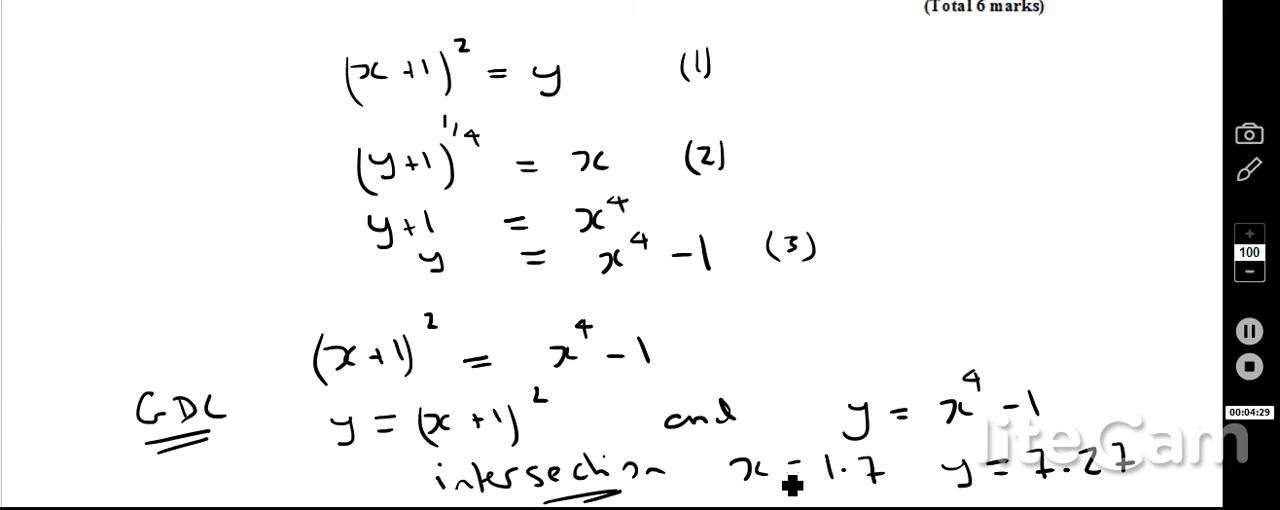 (Total 6 marks)
(x+1)² = y (1)
(y+1)^1/4 = x (2)
y+1 = x⁴
y = x⁴ -1 (3)
(x+1)² = x⁴ -1
GDC y = (x+1)² and y = x⁴ -1
intersection x = 1.7 y = 7.27
liteCam
+
100
-
00:04:29